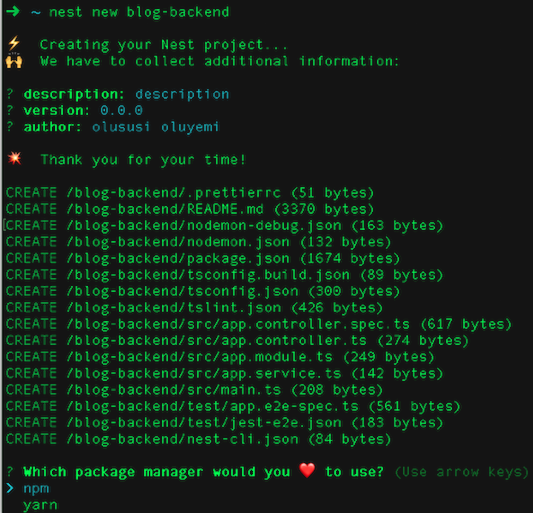 ➜ ~ nest new blog-backend
⚡ Creating your Nest project...
🙌 We have to collect additional information:
? description: description
? version: 0.0.0
? author: olususi oluyemi
💥 Thank you for your time!
CREATE /blog-backend/.prettierrc (51 bytes)
CREATE /blog-backend/README.md (3370 bytes)
CREATE /blog-backend/nodemon-debug.json (163 bytes)
CREATE /blog-backend/nodemon.json (132 bytes)
CREATE /blog-backend/package.json (1674 bytes)
CREATE /blog-backend/tsconfig.build.json (89 bytes)
CREATE /blog-backend/tsconfig.json (300 bytes)
CREATE /blog-backend/tslint.json (426 bytes)
CREATE /blog-backend/src/app.controller.spec.ts (617 bytes)
CREATE /blog-backend/src/app.controller.ts (274 bytes)
CREATE /blog-backend/src/app.module.ts (249 bytes)
CREATE /blog-backend/src/app.service.ts (142 bytes)
CREATE /blog-backend/src/main.ts (208 bytes)
CREATE /blog-backend/test/app.e2e-spec.ts (561 bytes)
CREATE /blog-backend/test/jest-e2e.json (183 bytes)
CREATE /blog-backend/nest-cli.json (84 bytes)
? Which package manager would you ❤️ to use? (Use arrow keys)
❯ npm
yarn